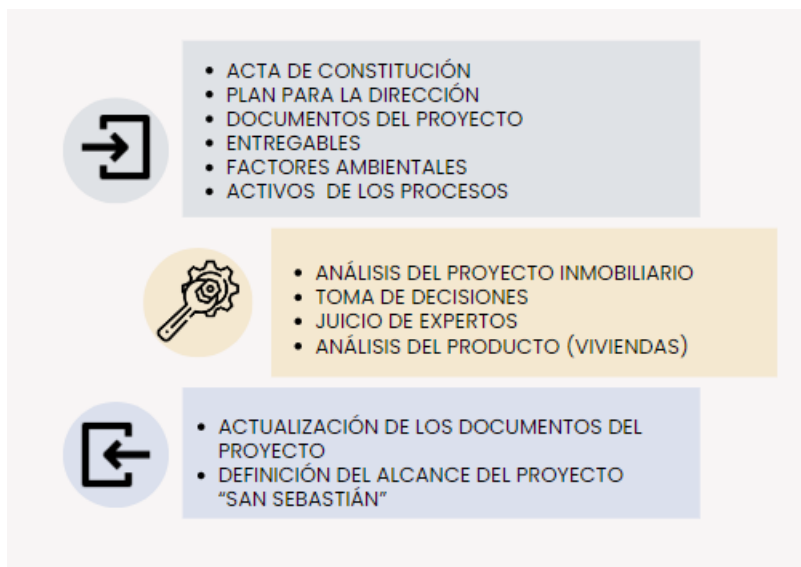 • ACTA DE CONSTITUCIÓN
• PLAN PARA LA DIRECCIÓN
• DOCUMENTOS DEL PROYECTO
• ENTREGABLES
• FACTORES AMBIENTALES
• ACTIVOS DE LOS PROCESOS
• ANÁLISIS DEL PROYECTO INMOBILIARIO
• TOMA DE DECISIONES
• JUICIO DE EXPERTOS
• ANÁLISIS DEL PRODUCTO (VIVIENDAS)
• ACTUALIZACIÓN DE LOS DOCUMENTOS DEL
PROYECTO
• DEFINICIÓN DEL ALCANCE DEL PROYECTO
“SAN SEBASTIÁN”